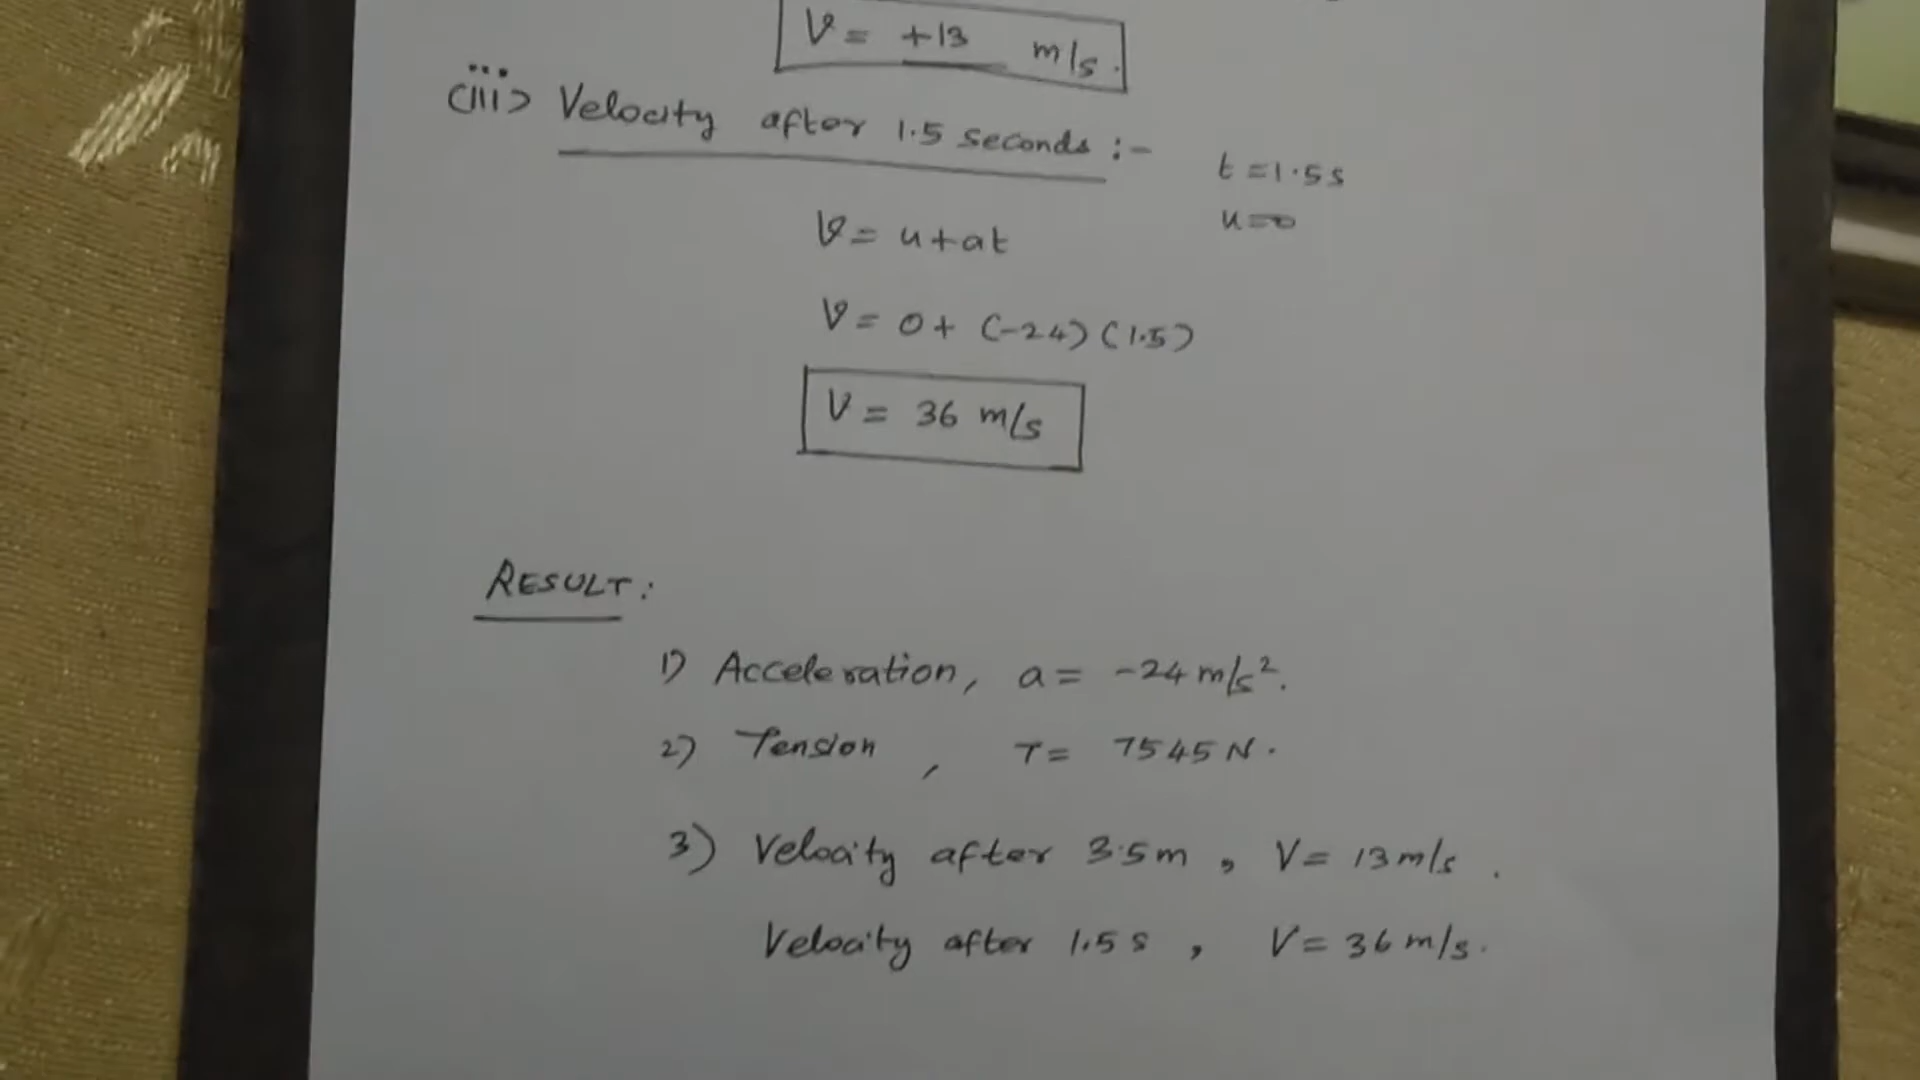 V = +13 m/s.
(iii) Velocity after 1.5 seconds :-
t = 1.5 s
u = 0
V = u + at
V = 0 + (-24) (1.5)
V = 36 m/s
RESULT:
1) Acceleration, a = -24 m/s².
2) Tension, T = 7545 N.
3) Velocity after 3.5m, V = 13 m/s.
Velocity after 1.5 s, V = 36 m/s.